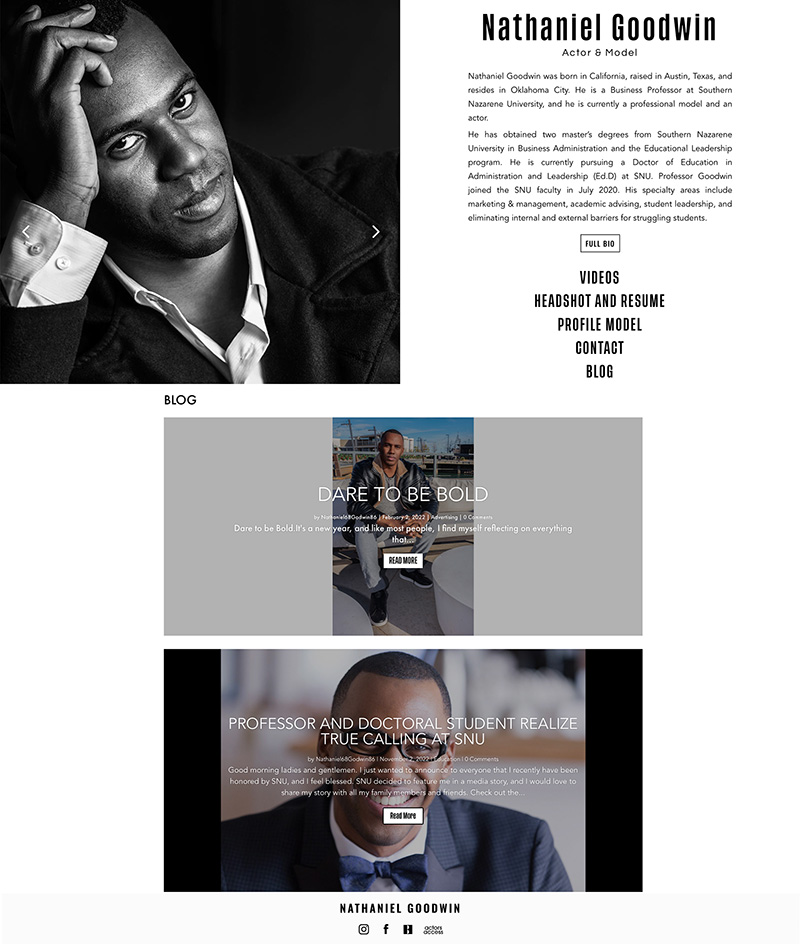 Nathaniel Goodwin
Actor & Model
Nathaniel Goodwin was born in California, raised in Austin, Texas, and
resides in Oklahoma City. He is a Business Professor at Southern
Nazarene University, and he is currently a professional model and an
actor.
He has obtained two master's degrees from Southern Nazarene
University in Business Administration and the Educational Leadership
program. He is currently pursuing a Doctor of Education in
Administration and Leadership (Ed.D) at SNU. Professor Goodwin
joined the SNU faculty in July 2020. His specialty areas include
marketing & management, academic advising, student leadership, and
eliminating internal and external barriers for struggling students.
FULL BIO
VIDEOS
HEADSHOT AND RESUME
PROFILE MODEL
CONTACT
BLOG
BLOG
DARE TO BE BOLD
by Nathaniel68Godwin86 | February 2, 2022 | Advertising | 0 Comments
Dare to be Bold It's a new year, and like most people, I find myself reflecting on everything
that...
READ MORE
PROFESSOR AND DOCTORAL STUDENT REALIZE
TRUE CALLING AT SNU
by Nathaniel68Godwin86 | November 2, 2022 | Education | 0 Comments
Good morning ladies and gentlemen. I just wanted to announce to everyone that I recently have been
honored by SNU, and I feel blessed. SNU decided to feature me in a media story, and I would love to
share my story with all my family members and friends. Check out the...
Read More
NATHANIEL GOODWIN
actors
access